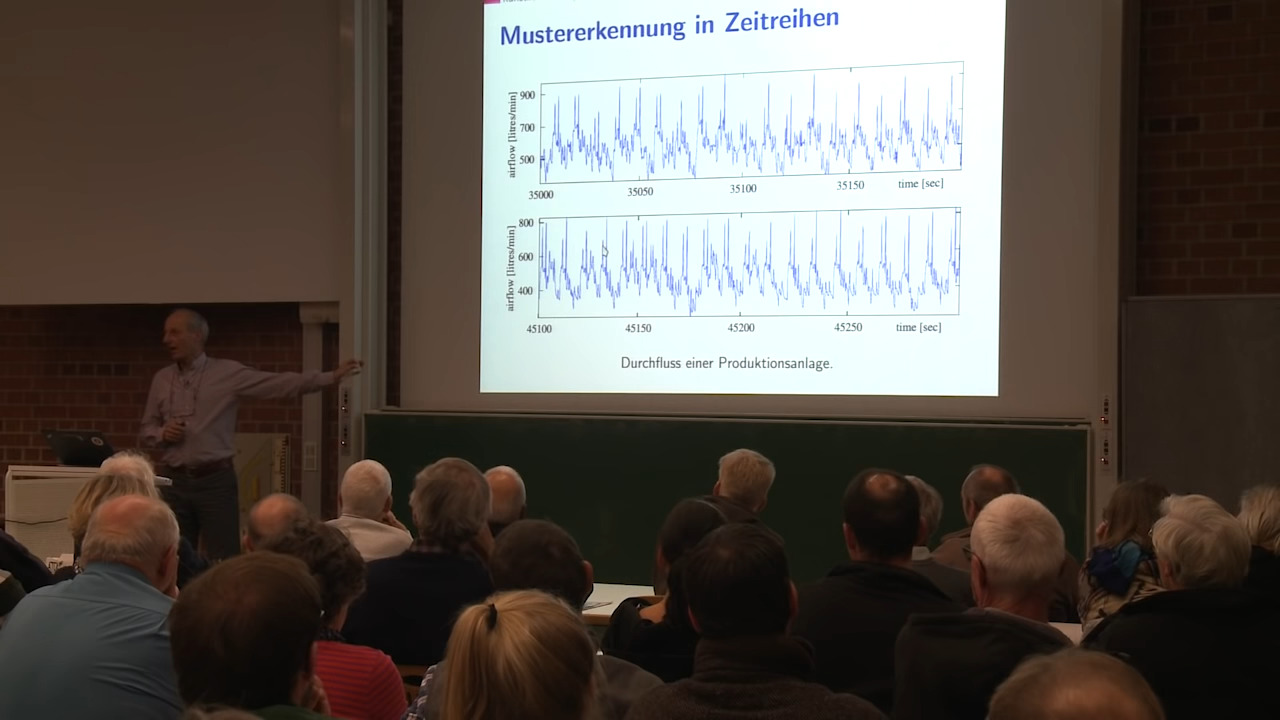 Mustererkennung in Zeitreihen
airflow [litres/min]
900
700
500
35000
35050
35100
35150
time [sec]
airflow [litres/min]
800
600
400
45100
45150
45200
45250
time [sec]
Durchfluss einer Produktionsanlage.